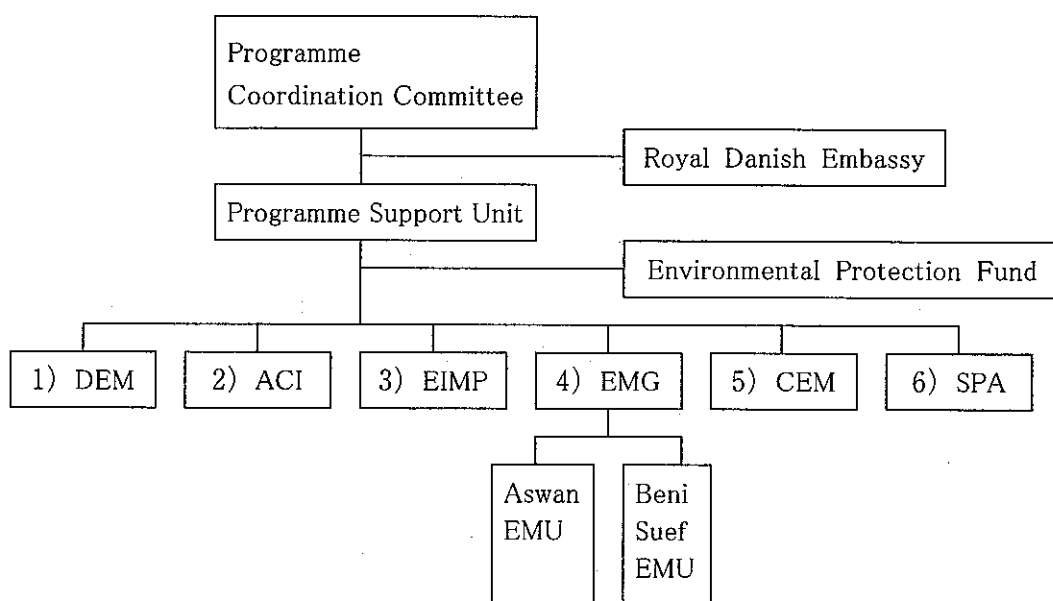 Programme
Coordination Committee
Royal Danish Embassy
Programme Support Unit
Environmental Protection Fund
1) DEM
2) ACI
3) EIMP
4) EMG
5) CEM
6) SPA
Aswan
EMU
Beni
Suef
EMU